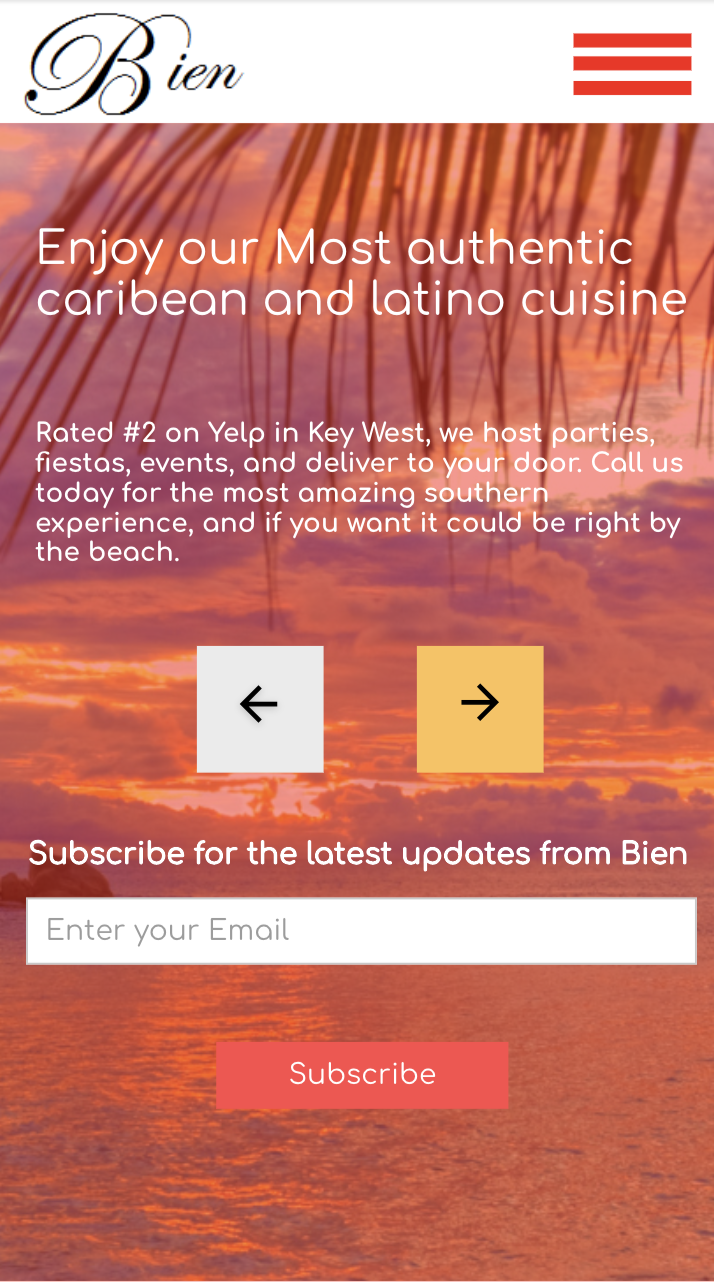 Bien
Enjoy our Most authentic
caribean and latino cuisine
Rated #2 on Yelp in Key West, we host parties,
fiestas, events, and deliver to your door. Call us
today for the most amazing southern
experience, and if you want it could be right by
the beach.
Subscribe for the latest updates from Bien
Enter your Email
Subscribe